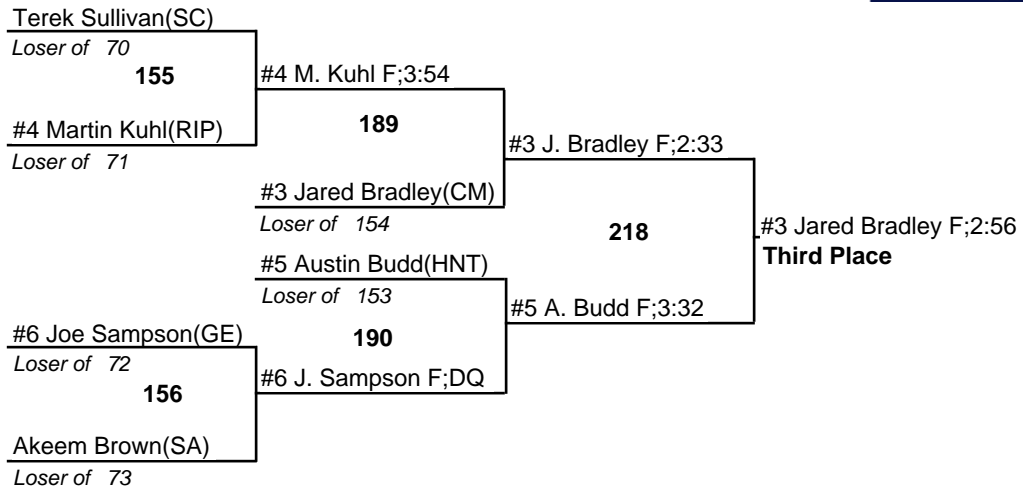 Terek Sullivan(SC)
Loser of 70
155
#4 M. Kuhl F;3:54
#4 Martin Kuhl(RIP)
Loser of 71
189
#3 J. Bradley F;2:33
#3 Jared Bradley(CM)
Loser of 154
218
#3 Jared Bradley F;2:56
Third Place
#5 Austin Budd(HNT)
Loser of 153
#5 A. Budd F;3:32
#6 Joe Sampson(GE)
Loser of 72
190
156
#6 J. Sampson F;DQ
Akeem Brown(SA)
Loser of 73